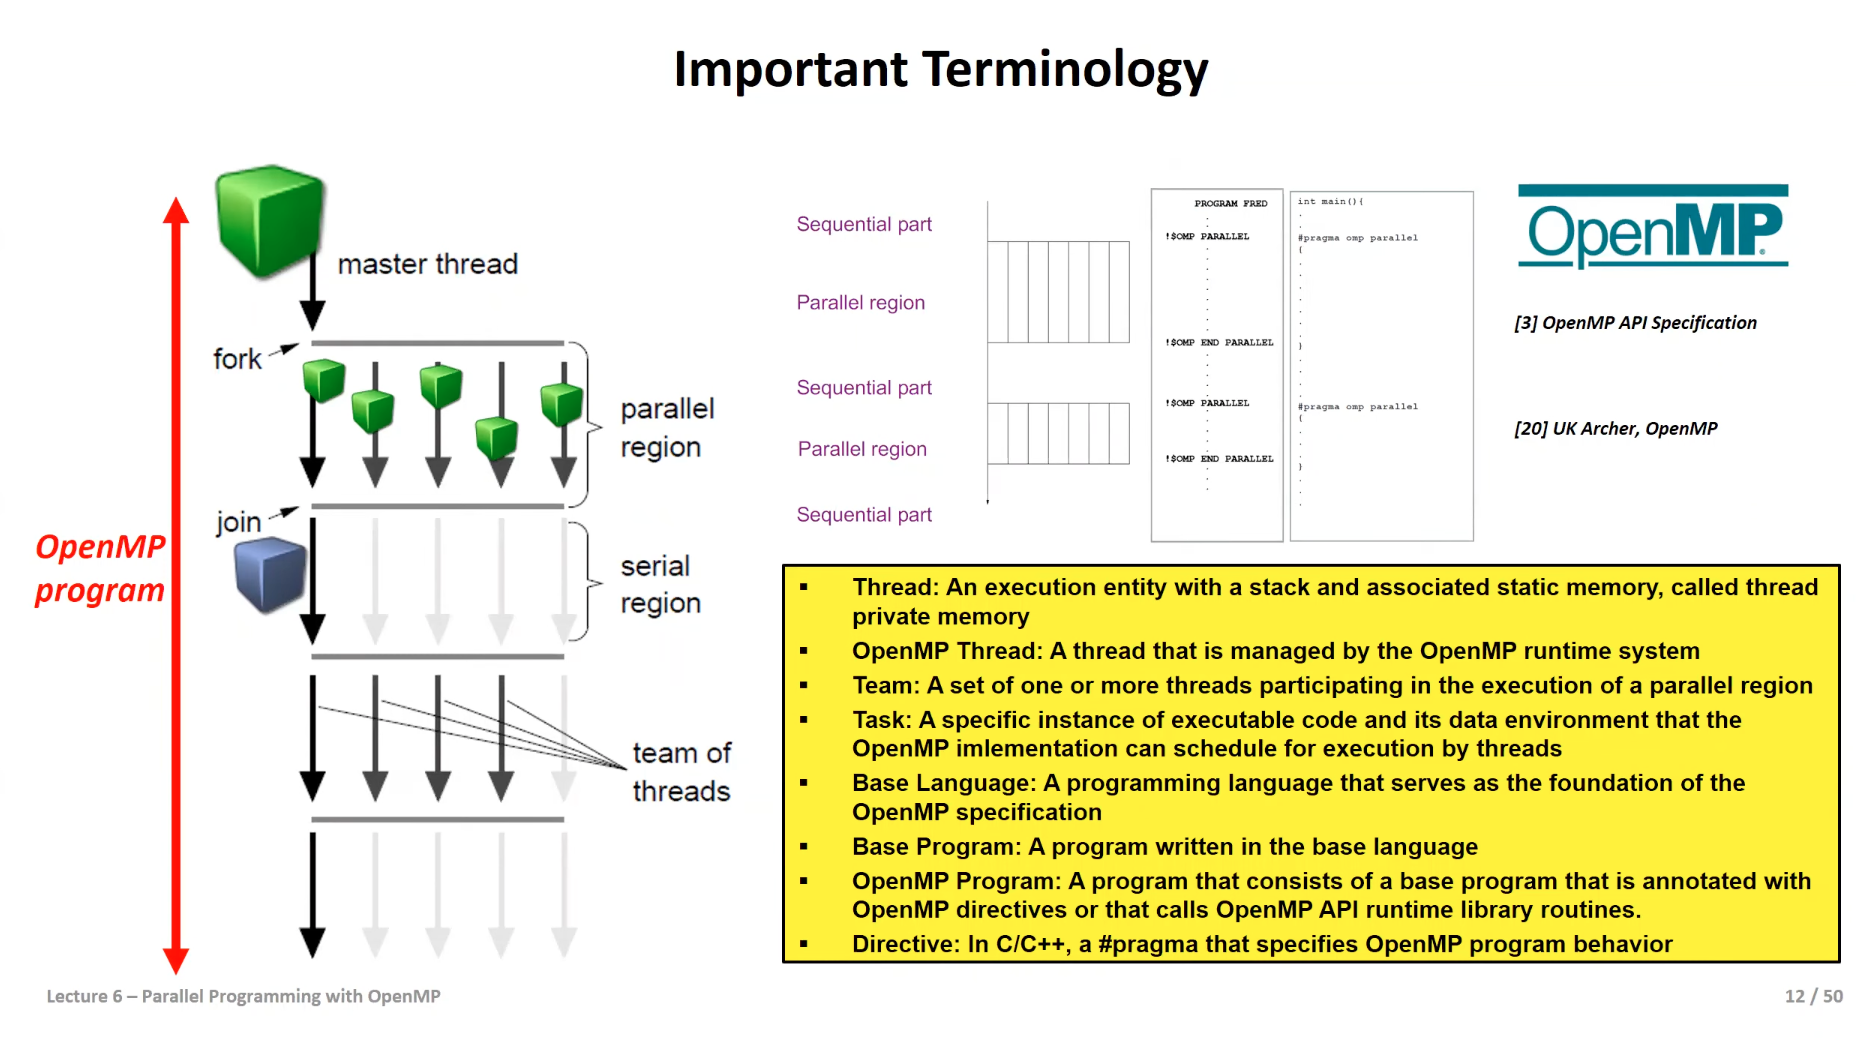 Important Terminology
master thread
fork
parallel
region
join
OpenMP
program
serial
region
team of
threads
Sequential part
Parallel region
Sequential part
Parallel region
Sequential part
PROGRAM FRED
!$OMP PARALLEL
!$OMP END PARALLEL
!$OMP PARALLEL
!$OMP END PARALLEL
int main(){
#pragma omp parallel
{
}
#pragma omp parallel
{
}
OpenMP
[3] OpenMP API Specification
[20] UK Archer, OpenMP
▪ Thread: An execution entity with a stack and associated static memory, called thread
private memory
▪ OpenMP Thread: A thread that is managed by the OpenMP runtime system
▪ Team: A set of one or more threads participating in the execution of a parallel region
▪ Task: A specific instance of executable code and its data environment that the
OpenMP imlementation can schedule for execution by threads
▪ Base Language: A programming language that serves as the foundation of the
OpenMP specification
▪ Base Program: A program written in the base language
▪ OpenMP Program: A program that consists of a base program that is annotated with
OpenMP directives or that calls OpenMP API runtime library routines.
▪ Directive: In C/C++, a #pragma that specifies OpenMP program behavior
Lecture 6 – Parallel Programming with OpenMP
12 / 50